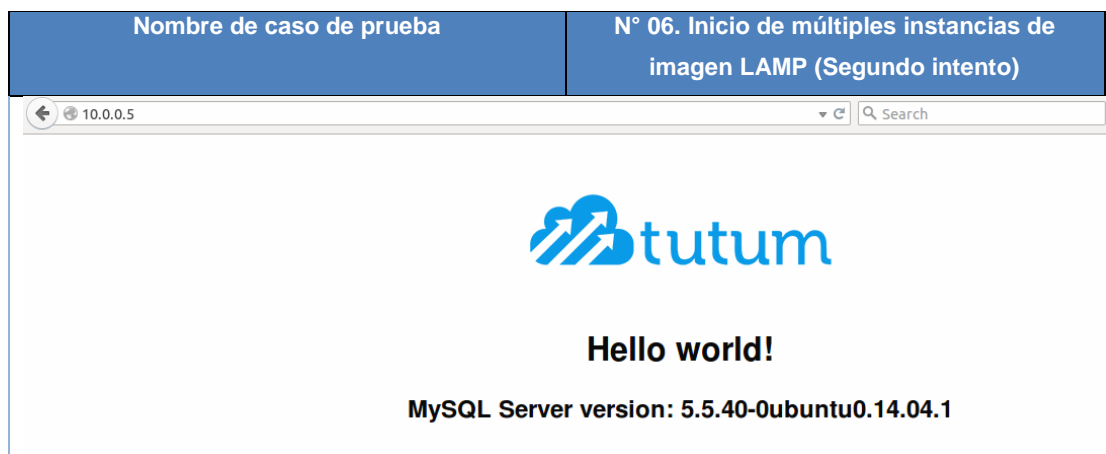 Nombre de caso de prueba
N° 06. Inicio de múltiples instancias de
imagen LAMP (Segundo intento)
10.0.0.5
Search
tutum
Hello world!
MySQL Server version: 5.5.40-0ubuntu0.14.04.1